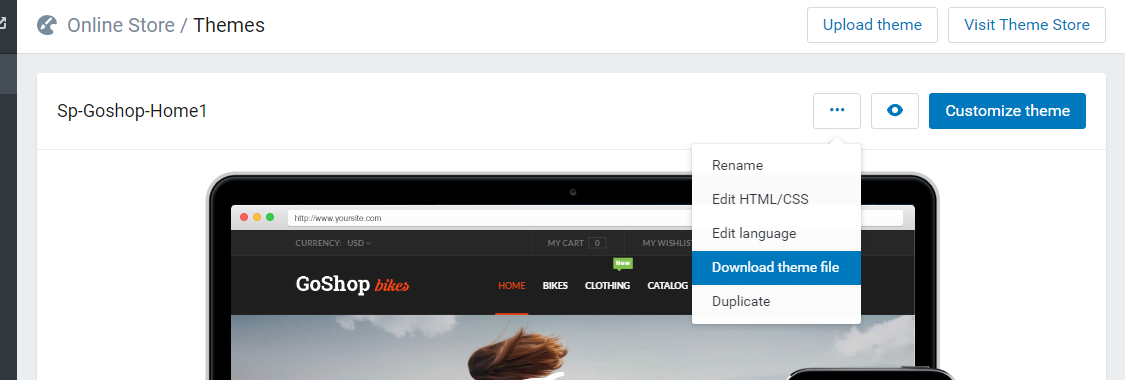 Online Store / Themes
Upload theme
Visit Theme Store
Sp-Goshop-Home1
...
Customize theme
Rename
Edit HTML/CSS
Edit language
Download theme file
Duplicate
http://www.yoursite.com
CURRENCY: USD
MY CART 0
MY WISHLIS
New
GoShop bikes
HOME
BIKES
CLOTHING
CATALOG